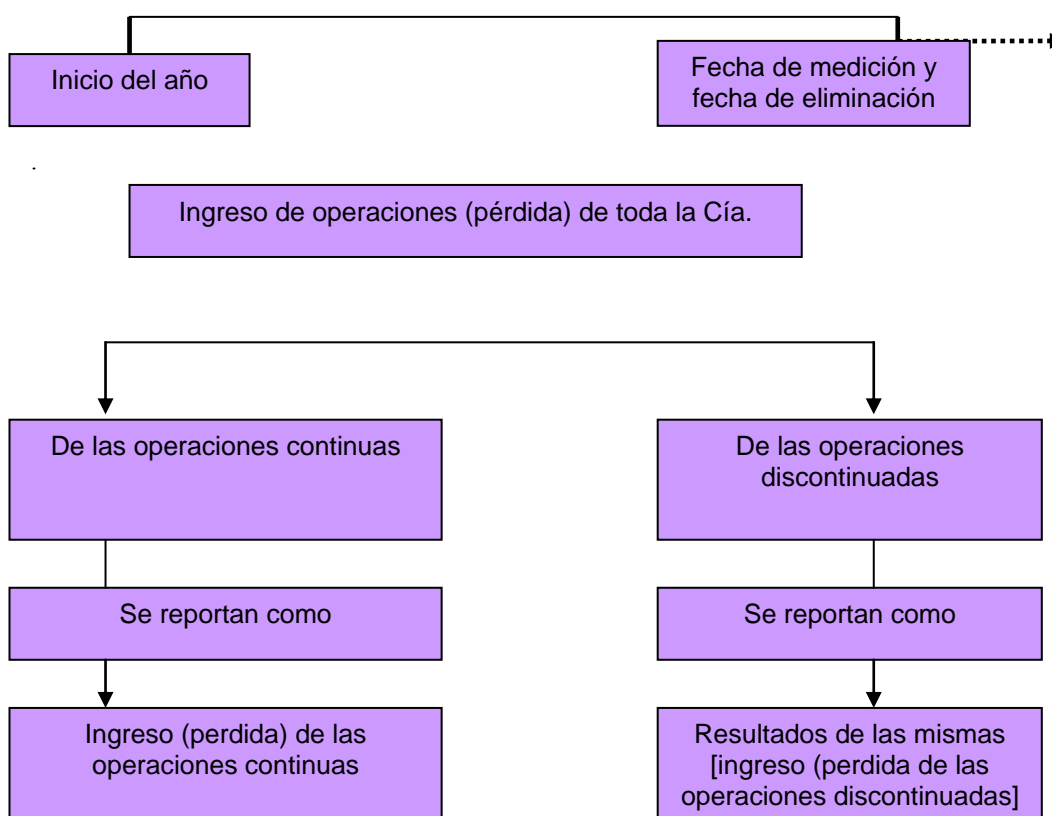 Inicio del año
Fecha de medición y
fecha de eliminación
Ingreso de operaciones (pérdida) de toda la Cía.
De las operaciones continuas
De las operaciones
discontinuadas
Se reportan como
Se reportan como
Ingreso (perdida) de las
operaciones continuas
Resultados de las mismas
[ingreso (perdida de las
operaciones discontinuadas]